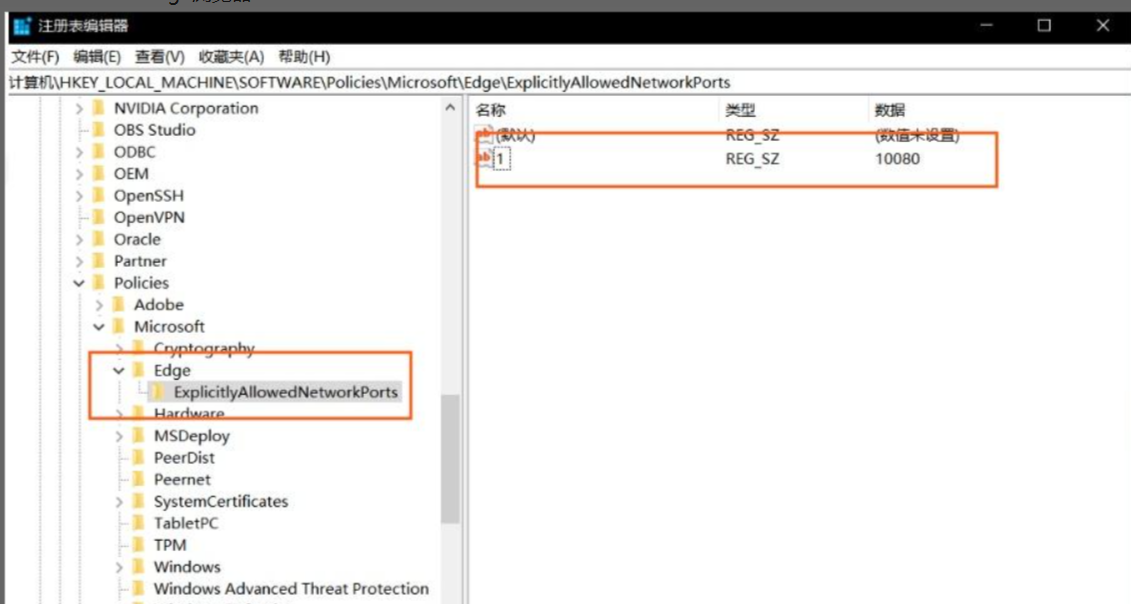 注册表编辑器
文件(F) 编辑(E) 查看(V) 收藏夹(A) 帮助(H)
计算机\HKEY_LOCAL_MACHINE\SOFTWARE\Policies\Microsoft\Edge\ExplicitlyAllowedNetworkPorts
NVIDIA Corporation
OBS Studio
ODBC
OEM
OpenSSH
OpenVPN
Oracle
Partner
Policies
Adobe
Microsoft
Cryptography
Edge
ExplicitlyAllowedNetworkPorts
Hardware
MSDeploy
PeerDist
Peernet
SystemCertificates
TabletPC
TPM
Windows
Windows Advanced Threat Protection
名称 类型 数据
ab (默认) REG_SZ (数值未设置)
ab 1 REG_SZ 10080